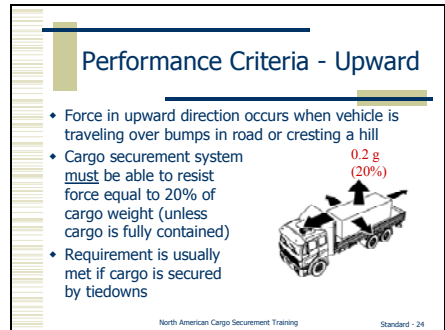 Performance Criteria - Upward
Force in upward direction occurs when vehicle is
traveling over bumps in road or cresting a hill
Cargo securement system
must be able to resist
force equal to 20% of
cargo weight (unless
cargo is fully contained)
0.2 g
(20%)
Requirement is usually
met if cargo is secured
by tiedowns
North American Cargo Securement Training
Standard - 24